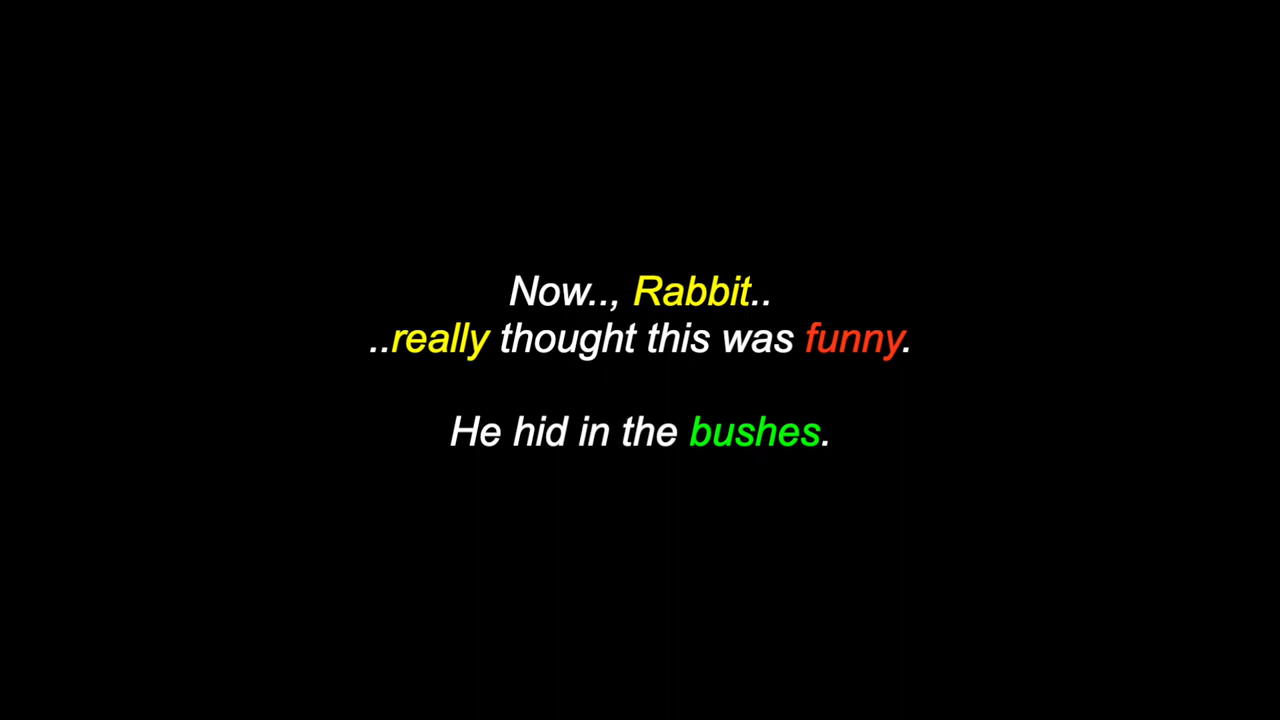 Now.., Rabbit..
..really thought this was funny.
He hid in the bushes.